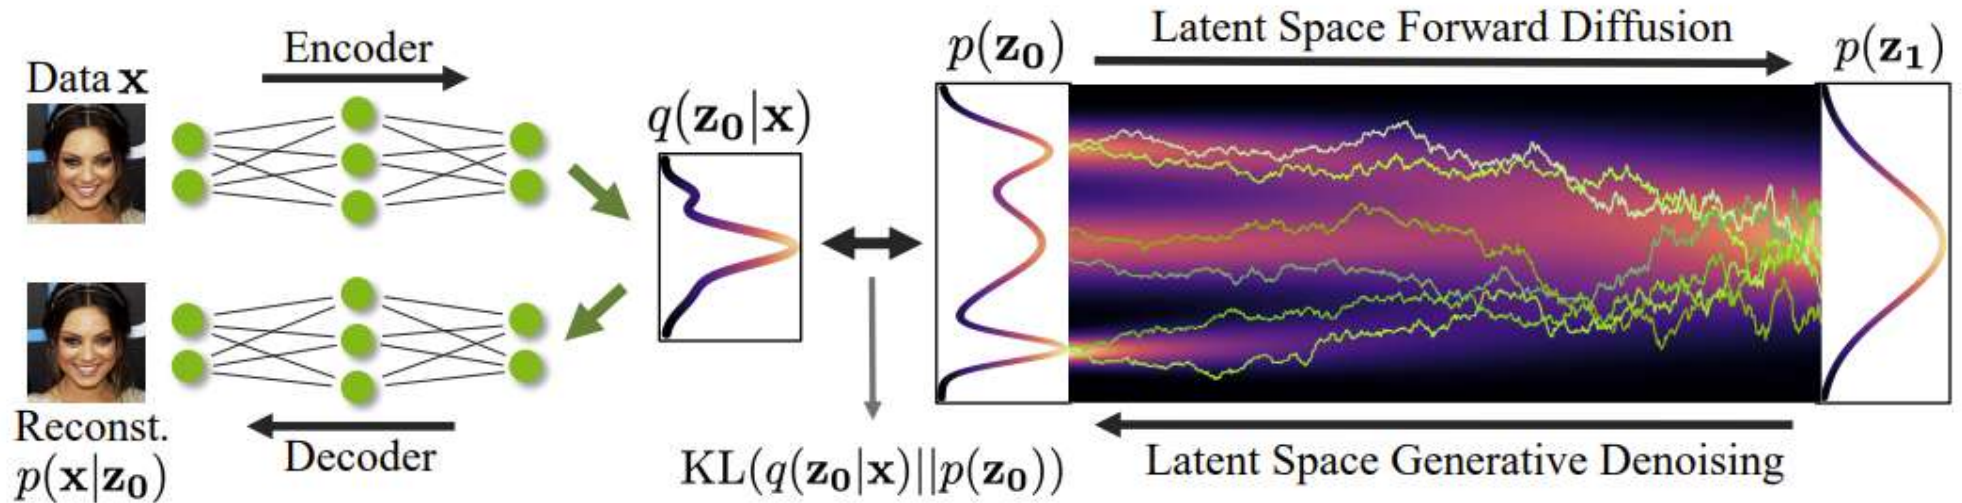 Data x
Encoder
q(z₀|x)
Reconst.
p(x|z₀)
Decoder
KL(q(z₀|x)||p(z₀))
p(z₀)
Latent Space Forward Diffusion
p(z₁)
Latent Space Generative Denoising